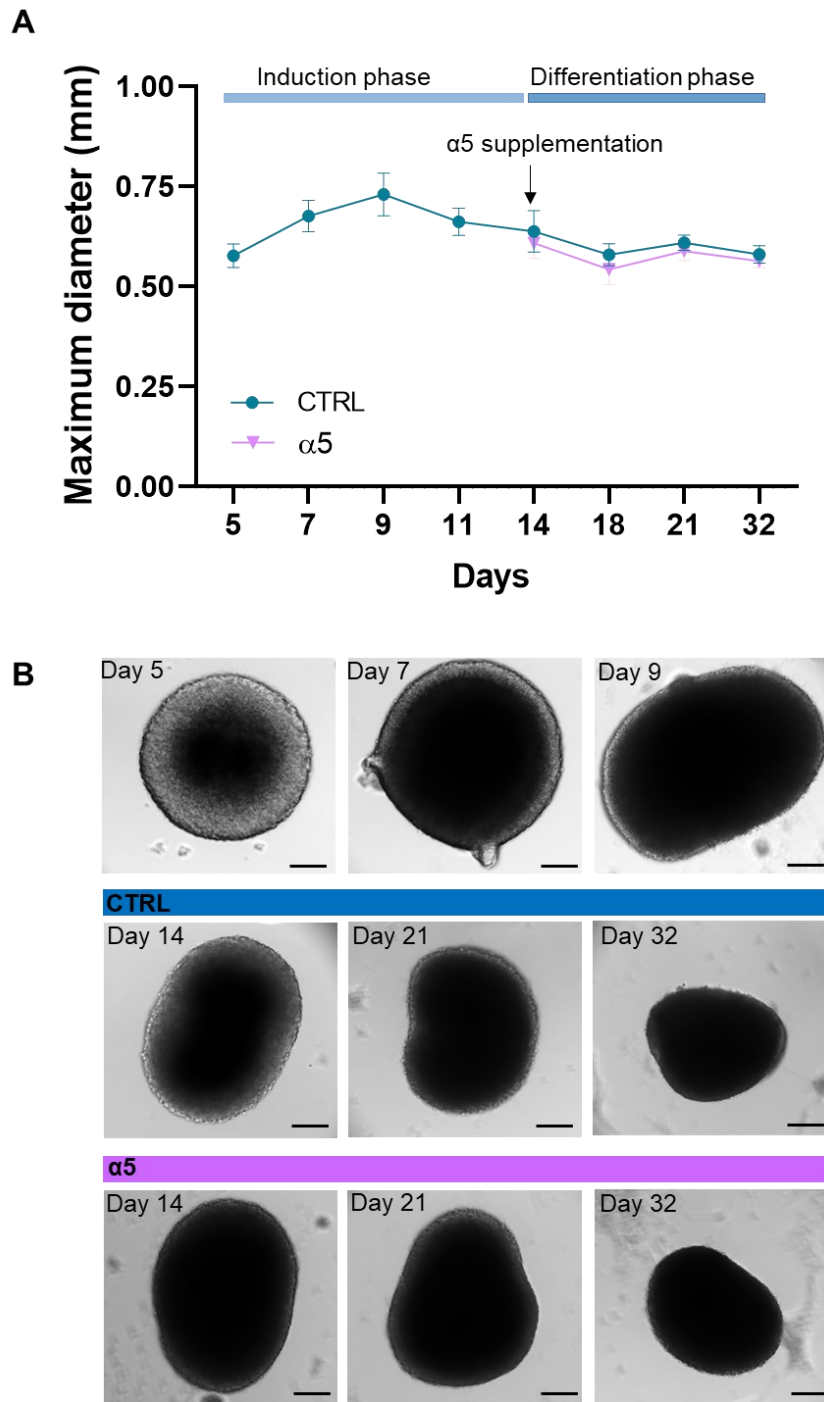 A
Maximum diameter (mm)
1.00
0.75
0.50
0.25
0.00
Induction phase
Differentiation phase
α5 supplementation
CTRL
α5
5 7 9 11 14 18 21 32
Days
B
Day 5 Day 7 Day 9
CTRL
Day 14 Day 21 Day 32
α5
Day 14 Day 21 Day 32